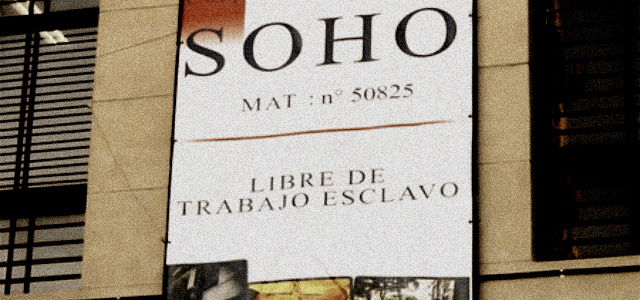 SOHO
MAT : n° 50825
LIBRE DE
TRABAJO ESCLAVO